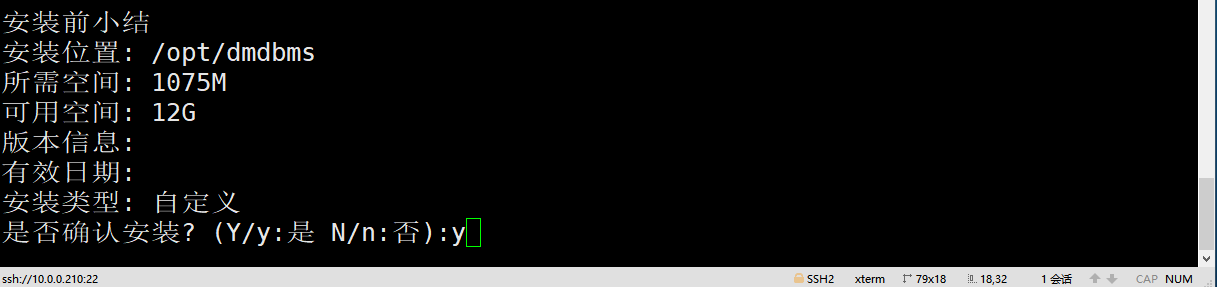 安装前小结
安装位置: /opt/dmdbms
所需空间: 1075M
可用空间: 12G
版本信息:
有效日期:
安装类型: 自定义
是否确认安装? (Y/y:是 N/n:否):y
ssh://10.0.0.210:22 SSH2 xterm 79x18 18,32 1 会话 CAP NUM